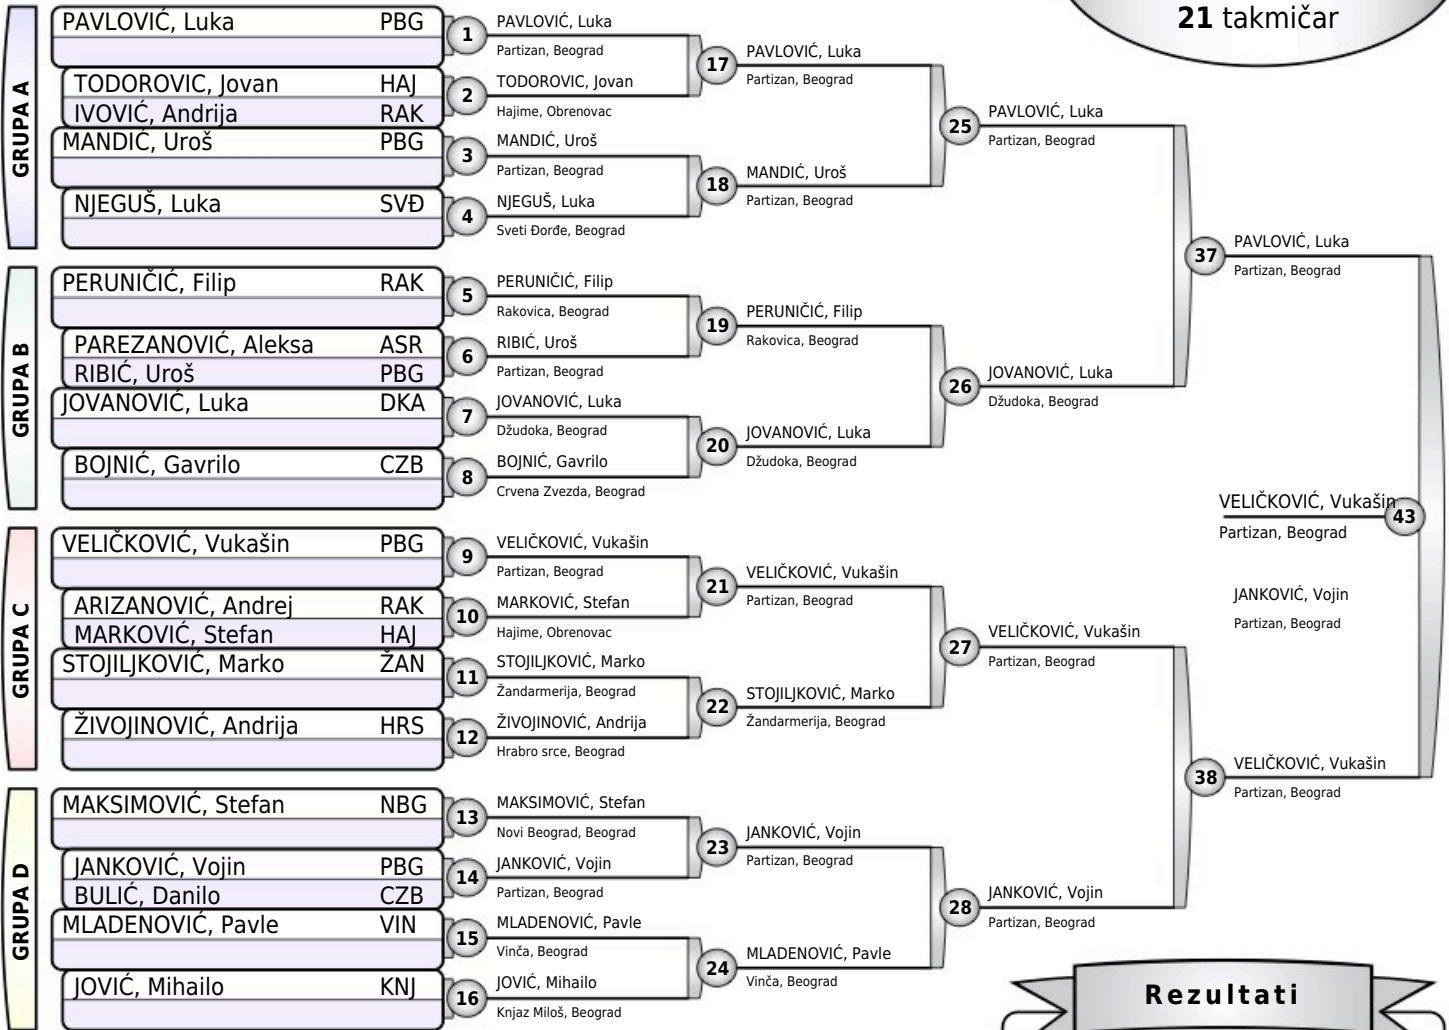 21 takmičar
GRUPA A
PAVLOVIĆ, Luka PBG
TODOROVIC, Jovan HAJ
IVOVIĆ, Andrija RAK
MANDIĆ, Uroš PBG
NJEGUŠ, Luka SVĐ
GRUPA B
PERUNIČIĆ, Filip RAK
PAREZANOVIĆ, Aleksa ASR
RIBIĆ, Uroš PBG
JOVANOVIĆ, Luka DKA
BOJNIĆ, Gavrilo CZB
GRUPA C
VELIČKOVIĆ, Vukašin PBG
ARIZANOVIĆ, Andrej RAK
MARKOVIĆ, Stefan HAJ
STOJILJKOVIĆ, Marko ŽAN
ŽIVOJINOVIĆ, Andrija HRS
GRUPA D
MAKSIMOVIĆ, Stefan NBG
JANKOVIĆ, Vojin PBG
BULIĆ, Danilo CZB
MLADENOVIĆ, Pavle VIN
JOVIĆ, Mihailo KNJ
1 PAVLOVIĆ, Luka
Partizan, Beograd
2 TODOROVIC, Jovan
Hajime, Obrenovac
3 MANDIĆ, Uroš
Partizan, Beograd
4 NJEGUŠ, Luka
Sveti Đorđe, Beograd
5 PERUNIČIĆ, Filip
Rakovica, Beograd
6 RIBIĆ, Uroš
Partizan, Beograd
7 JOVANOVIĆ, Luka
Džudoka, Beograd
8 BOJNIĆ, Gavrilo
Crvena Zvezda, Beograd
9 VELIČKOVIĆ, Vukašin
Partizan, Beograd
10 MARKOVIĆ, Stefan
Hajime, Obrenovac
11 STOJILJKOVIĆ, Marko
Žandarmerija, Beograd
12 ŽIVOJINOVIĆ, Andrija
Hrabro srce, Beograd
13 MAKSIMOVIĆ, Stefan
Novi Beograd, Beograd
14 JANKOVIĆ, Vojin
Partizan, Beograd
15 MLADENOVIĆ, Pavle
Vinča, Beograd
16 JOVIĆ, Mihailo
Knjaz Miloš, Beograd
17 PAVLOVIĆ, Luka
Partizan, Beograd
18 MANDIĆ, Uroš
Partizan, Beograd
19 PERUNIČIĆ, Filip
Rakovica, Beograd
20 JOVANOVIĆ, Luka
Džudoka, Beograd
21 VELIČKOVIĆ, Vukašin
Partizan, Beograd
22 STOJILJKOVIĆ, Marko
Žandarmerija, Beograd
23 JANKOVIĆ, Vojin
Partizan, Beograd
24 MLADENOVIĆ, Pavle
Vinča, Beograd
25 PAVLOVIĆ, Luka
Partizan, Beograd
26 JOVANOVIĆ, Luka
Džudoka, Beograd
27 VELIČKOVIĆ, Vukašin
Partizan, Beograd
28 JANKOVIĆ, Vojin
Partizan, Beograd
37 PAVLOVIĆ, Luka
Partizan, Beograd
VELIČKOVIĆ, Vukašin 43
Partizan, Beograd
JANKOVIĆ, Vojin
Partizan, Beograd
38 VELIČKOVIĆ, Vukašin
Partizan, Beograd
Rezultati